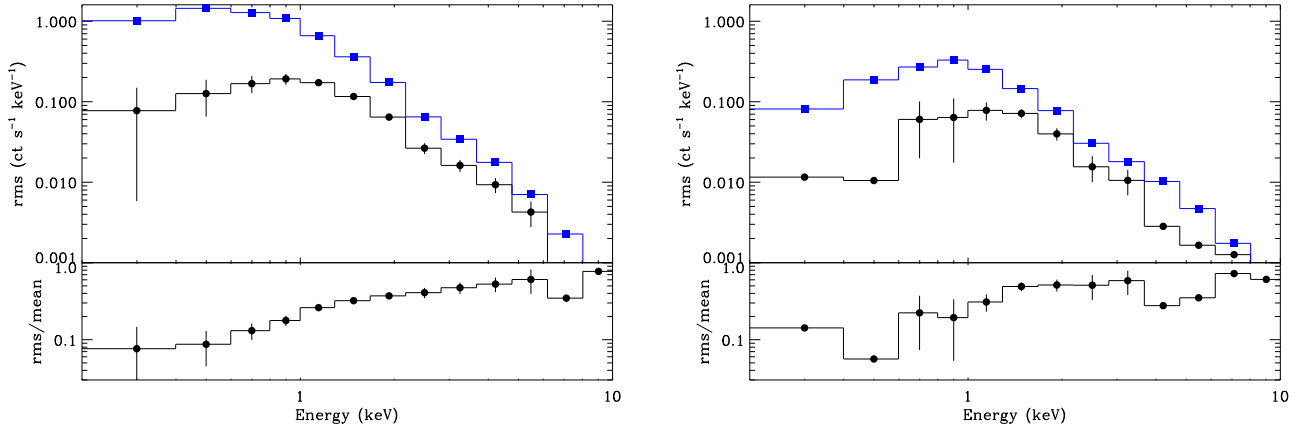 1.000
0.100
0.010
0.001
rms (ct s⁻¹ keV⁻¹)
1.0
0.1
rms/mean
1
10
Energy (keV)
1.000
0.100
0.010
0.001
rms (ct s⁻¹ keV⁻¹)
1.0
0.1
rms/mean
1
10
Energy (keV)